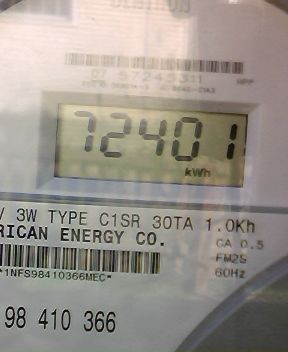 72401
kWh
V 3W TYPE C1SR 30TA 1.0Kh
RICAN ENERGY CO.
CA 0.5
FM2S
60Hz
*1NFS98410366MEC*
98 410 366